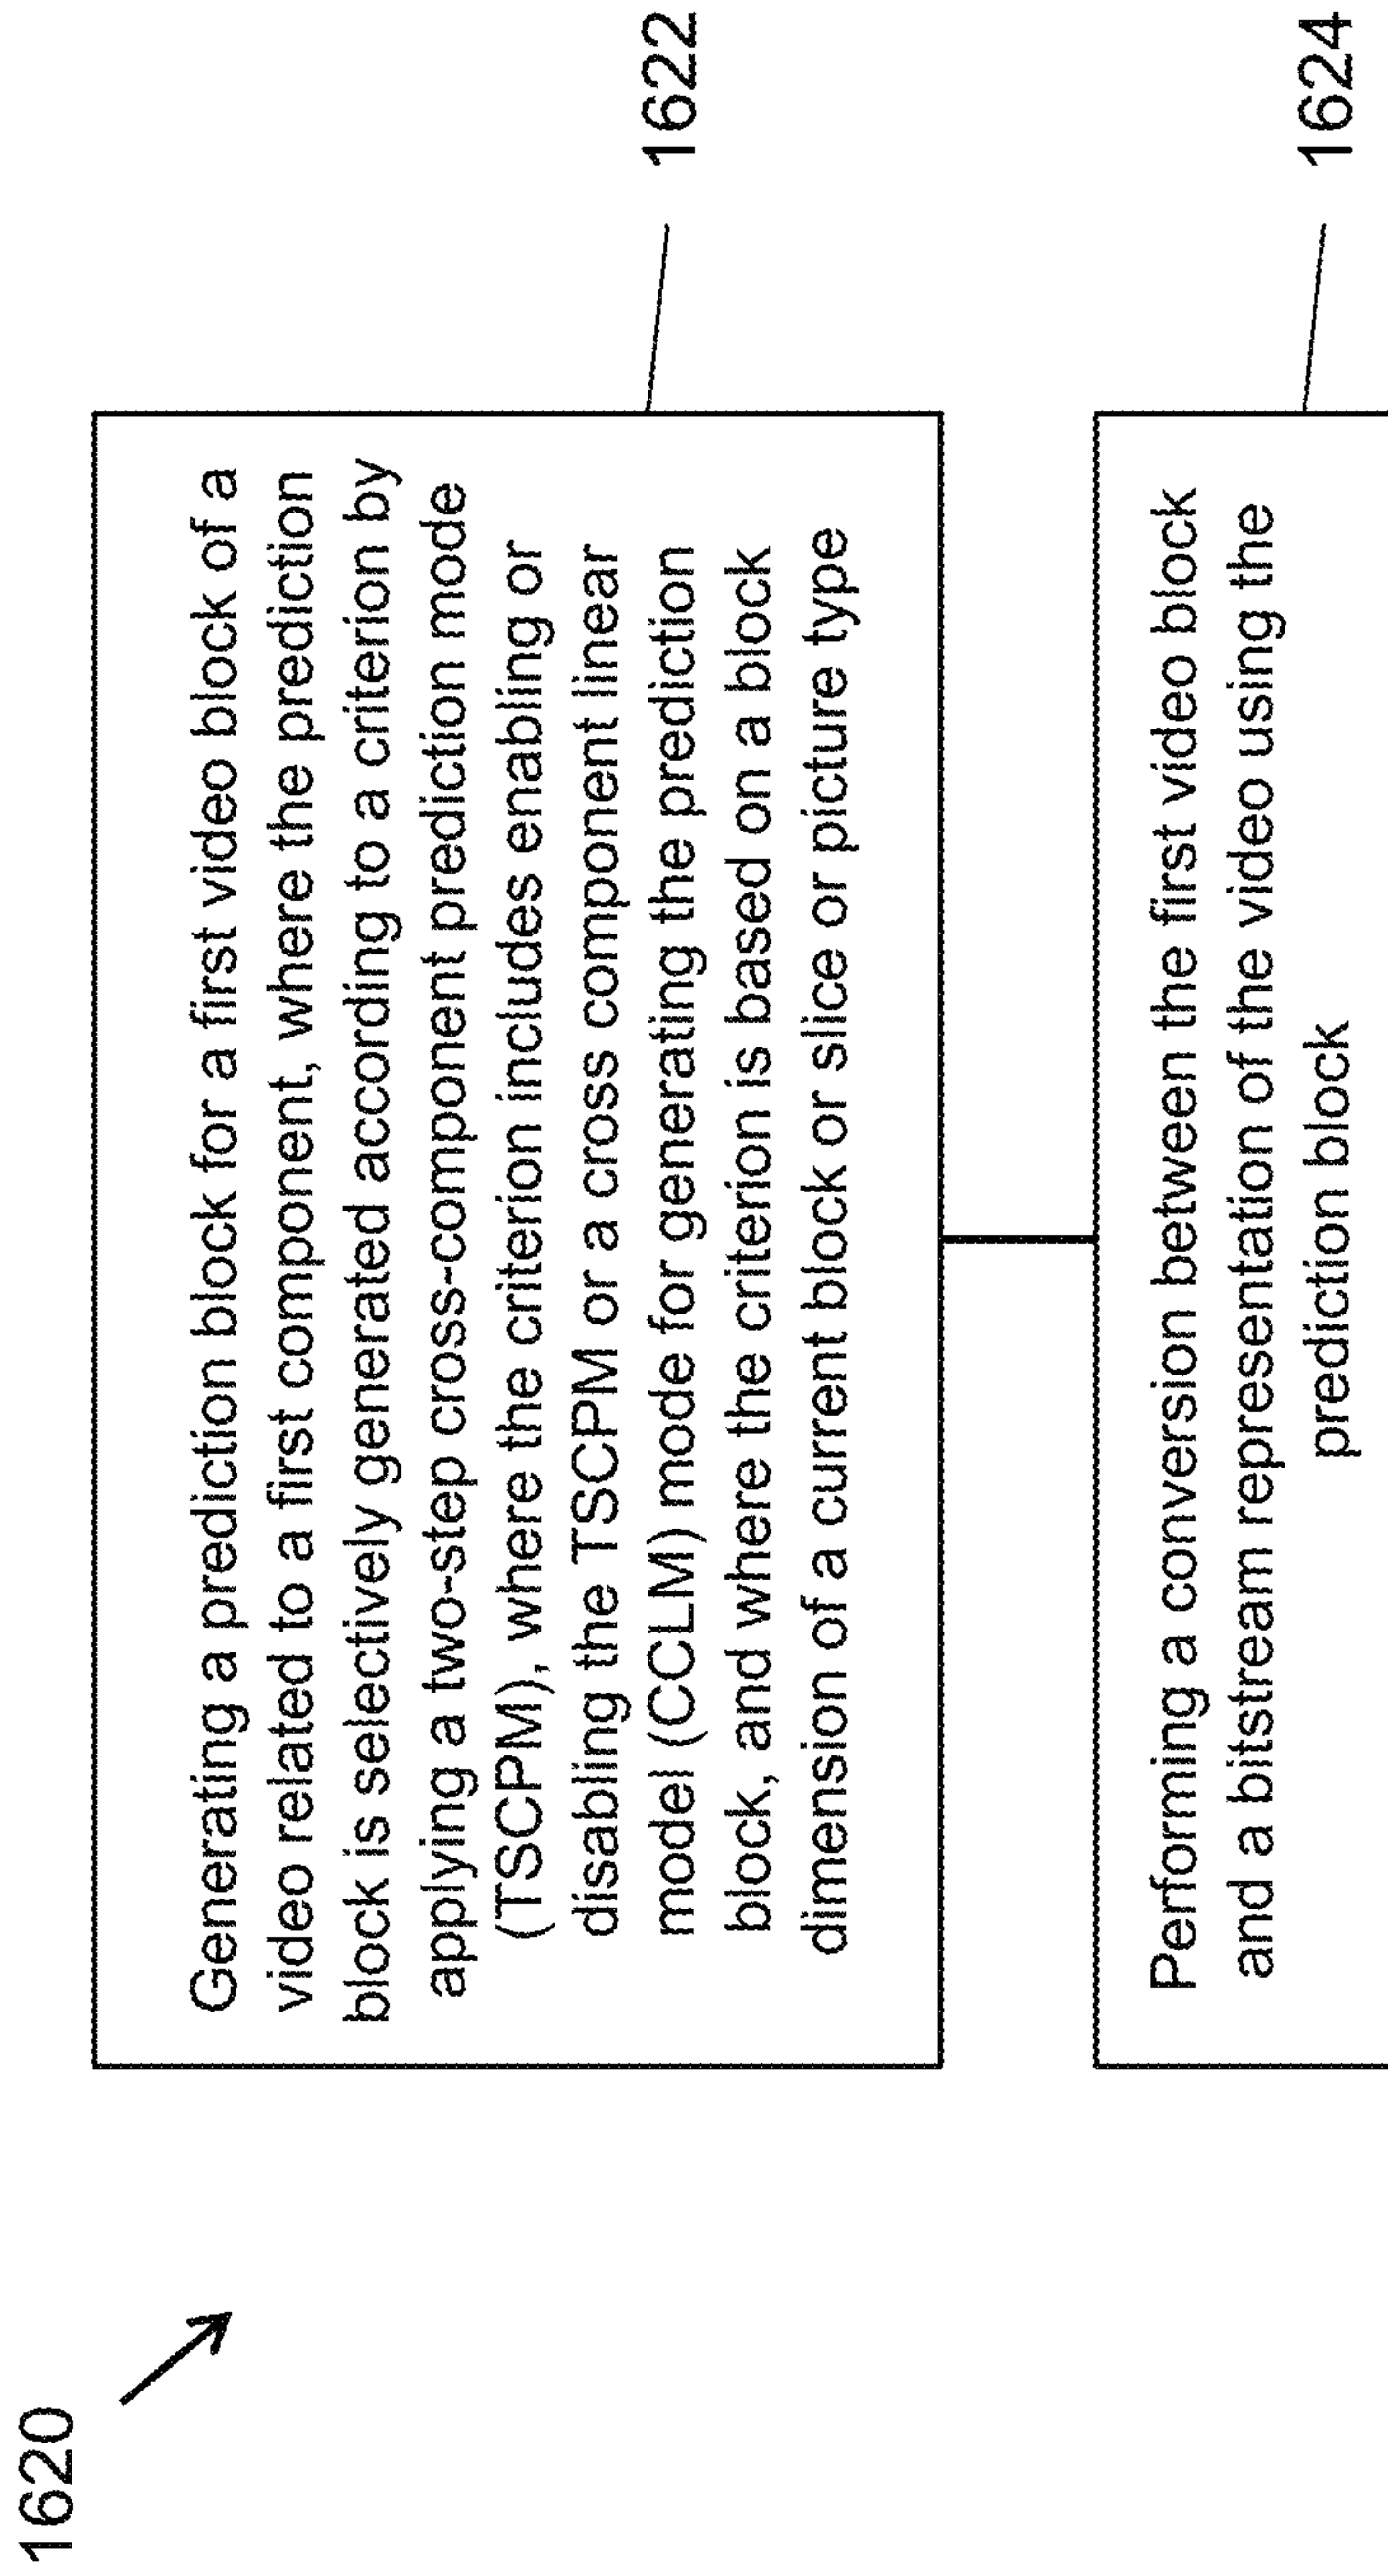 1620
Generating a prediction block for a first video block of a
video related to a first component, where the prediction
block is selectively generated according to a criterion by
applying a two-step cross-component prediction mode
(TSCPM), where the criterion includes enabling or
disabling the TSCPM or a cross component linear
model (CCLM) mode for generating the prediction
block, and where the criterion is based on a block
dimension of a current block or slice or picture type
1622
Performing a conversion between the first video block
and a bitstream representation of the video using the
prediction block
1624